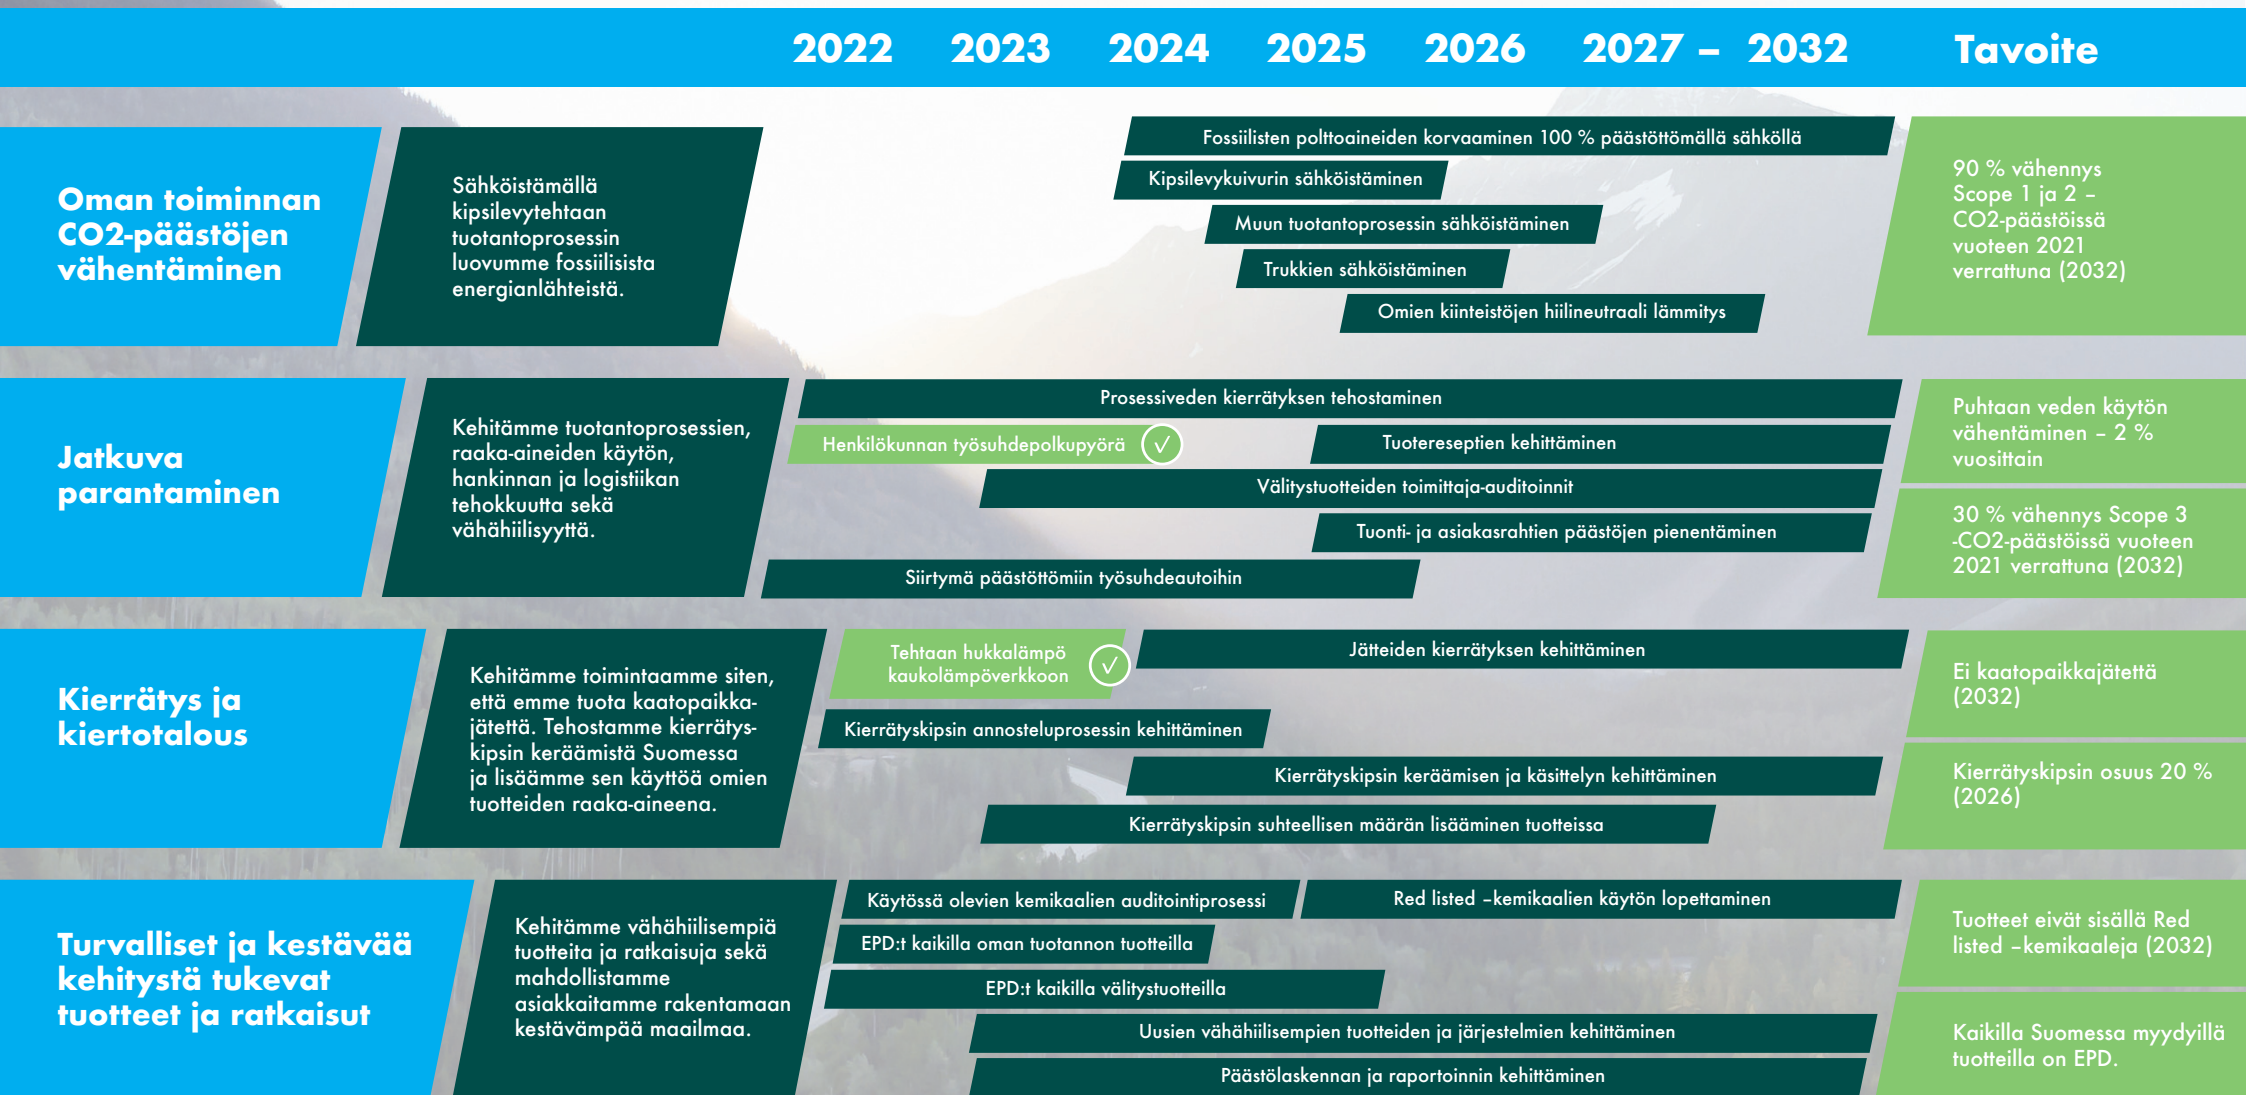 2022 2023 2024 2025 2026 2027 – 2032 Tavoite
Oman toiminnan
CO2-päästöjen
vähentäminen
Sähköistämällä
kipsilevytehtaan
tuotantoprosessin
luovumme fossiilisista
energianlähteistä.
Fossiilisten polttoaineiden korvaaminen 100 % päästöttömällä sähköllä
Kipsilevykuivurin sähköistäminen
Muun tuotantoprosessin sähköistäminen
Trukkien sähköistäminen
Omien kiinteistöjen hiilineutraali lämmitys
90 % vähennys
Scope 1 ja 2 –
CO2-päästöissä
vuoteen 2021
verrattuna (2032)
Jatkuva
parantaminen
Kehitämme tuotantoprosessien,
raaka-aineiden käytön,
hankinnan ja logistiikan
tehokkuutta sekä
vähähiilisyyttä.
Prosessiveden kierrätyksen tehostaminen
Henkilökunnan työsuhdepolkupyörä
Tuotereseptien kehittäminen
Välitystuotteiden toimittaja-auditoinnit
Tuonti- ja asiakasrahtien päästöjen pienentäminen
Siirtymä päästöttömiin työsuhdeautoihin
Puhtaan veden käytön
vähentäminen – 2 %
vuosittain
30 % vähennys Scope 3
-CO2-päästöissä vuoteen
2021 verrattuna (2032)
Kierrätys ja
kiertotalous
Kehitämme toimintaamme siten,
että emme tuota kaatopaikka-
jätettä. Tehostamme kierrätys-
kipsin keräämistä Suomessa
ja lisäämme sen käyttöä omien
tuotteiden raaka-aineena.
Tehtaan hukkalämpö
kaukolämpöverkkoon
Jätteiden kierrätyksen kehittäminen
Kierrätyskipsin annosteluprosessin kehittäminen
Kierrätyskipsin keräämisen ja käsittelyn kehittäminen
Kierrätyskipsin suhteellisen määrän lisääminen tuotteissa
Ei kaatopaikkajätettä
(2032)
Kierrätyskipsin osuus 20 %
(2026)
Turvalliset ja kestävää
kehitystä tukevat
tuotteet ja ratkaisut
Kehitämme vähähiilisempiä
tuotteita ja ratkaisuja sekä
mahdollistamme
asiakkaitamme rakentamaan
kestävämpää maailmaa.
Käytössä olevien kemikaalien auditointiprosessi
Red listed –kemikaalien käytön lopettaminen
EPD:t kaikilla oman tuotannon tuotteilla
EPD:t kaikilla välitystuotteilla
Uusien vähähiilisempien tuotteiden ja järjestelmien kehittäminen
Päästölaskennan ja raportoinnin kehittäminen
Tuotteet eivät sisällä Red
listed –kemikaaleja (2032)
Kaikilla Suomessa myydyillä
tuotteilla on EPD.